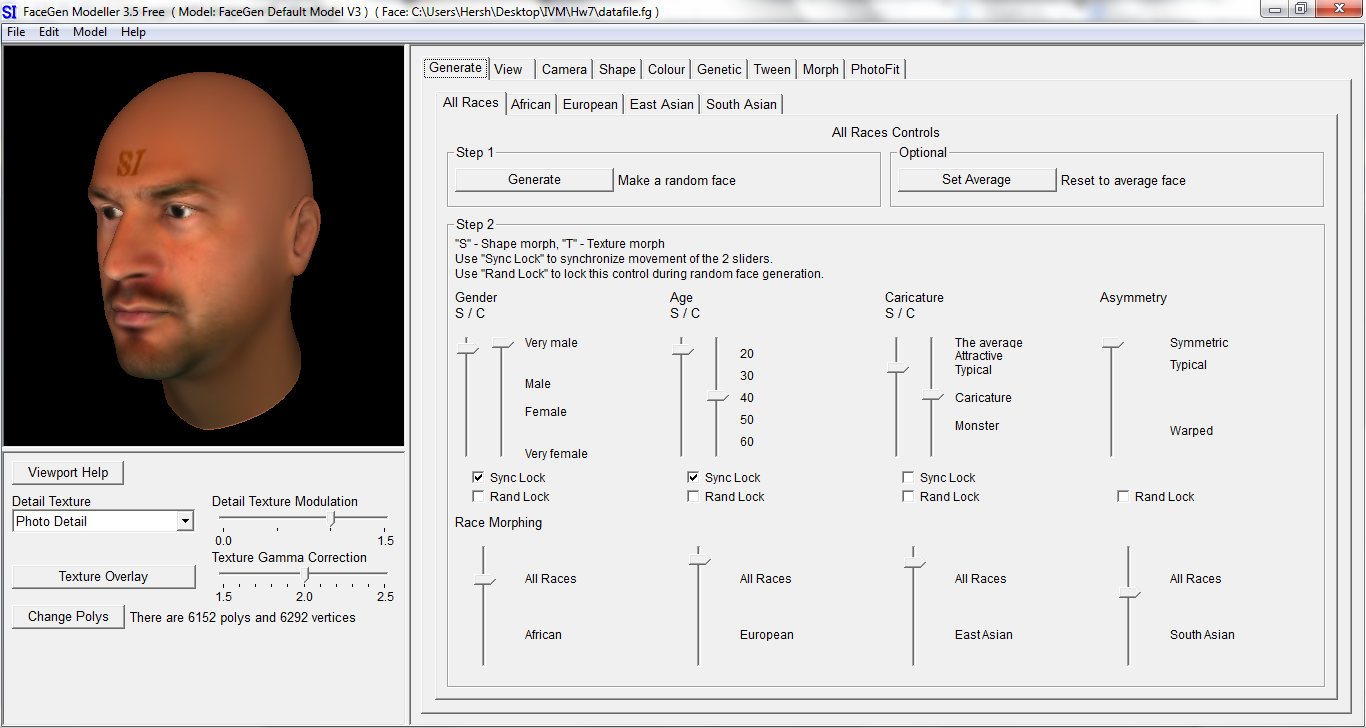 SI FaceGen Modeller 3.5 Free ( Model: FaceGen Default Model V3 ) ( Face: C:\Users\Hersh\Desktop\IVM\Hw7\datafile.fg )
File Edit Model Help
SI
Viewport Help
Detail Texture
Photo Detail
Detail Texture Modulation
0.0 1.5
Texture Gamma Correction
1.5 2.0 2.5
Texture Overlay
Change Polys There are 6152 polys and 6292 vertices
Generate View Camera Shape Colour Genetic Tween Morph PhotoFit
All Races African European East Asian South Asian
All Races Controls
Step 1
Generate Make a random face
Optional
Set Average Reset to average face
Step 2
"S" - Shape morph, "T" - Texture morph
Use "Sync Lock" to synchronize movement of the 2 sliders.
Use "Rand Lock" to lock this control during random face generation.
Gender
S / C
Very male
Male
Female
Very female
Sync Lock
Rand Lock
Age
S / C
20
30
40
50
60
Sync Lock
Rand Lock
Caricature
S / C
The average
Attractive
Typical
Caricature
Monster
Sync Lock
Rand Lock
Asymmetry
Symmetric
Typical
Warped
Rand Lock
Race Morphing
All Races
African
All Races
European
All Races
East Asian
All Races
South Asian